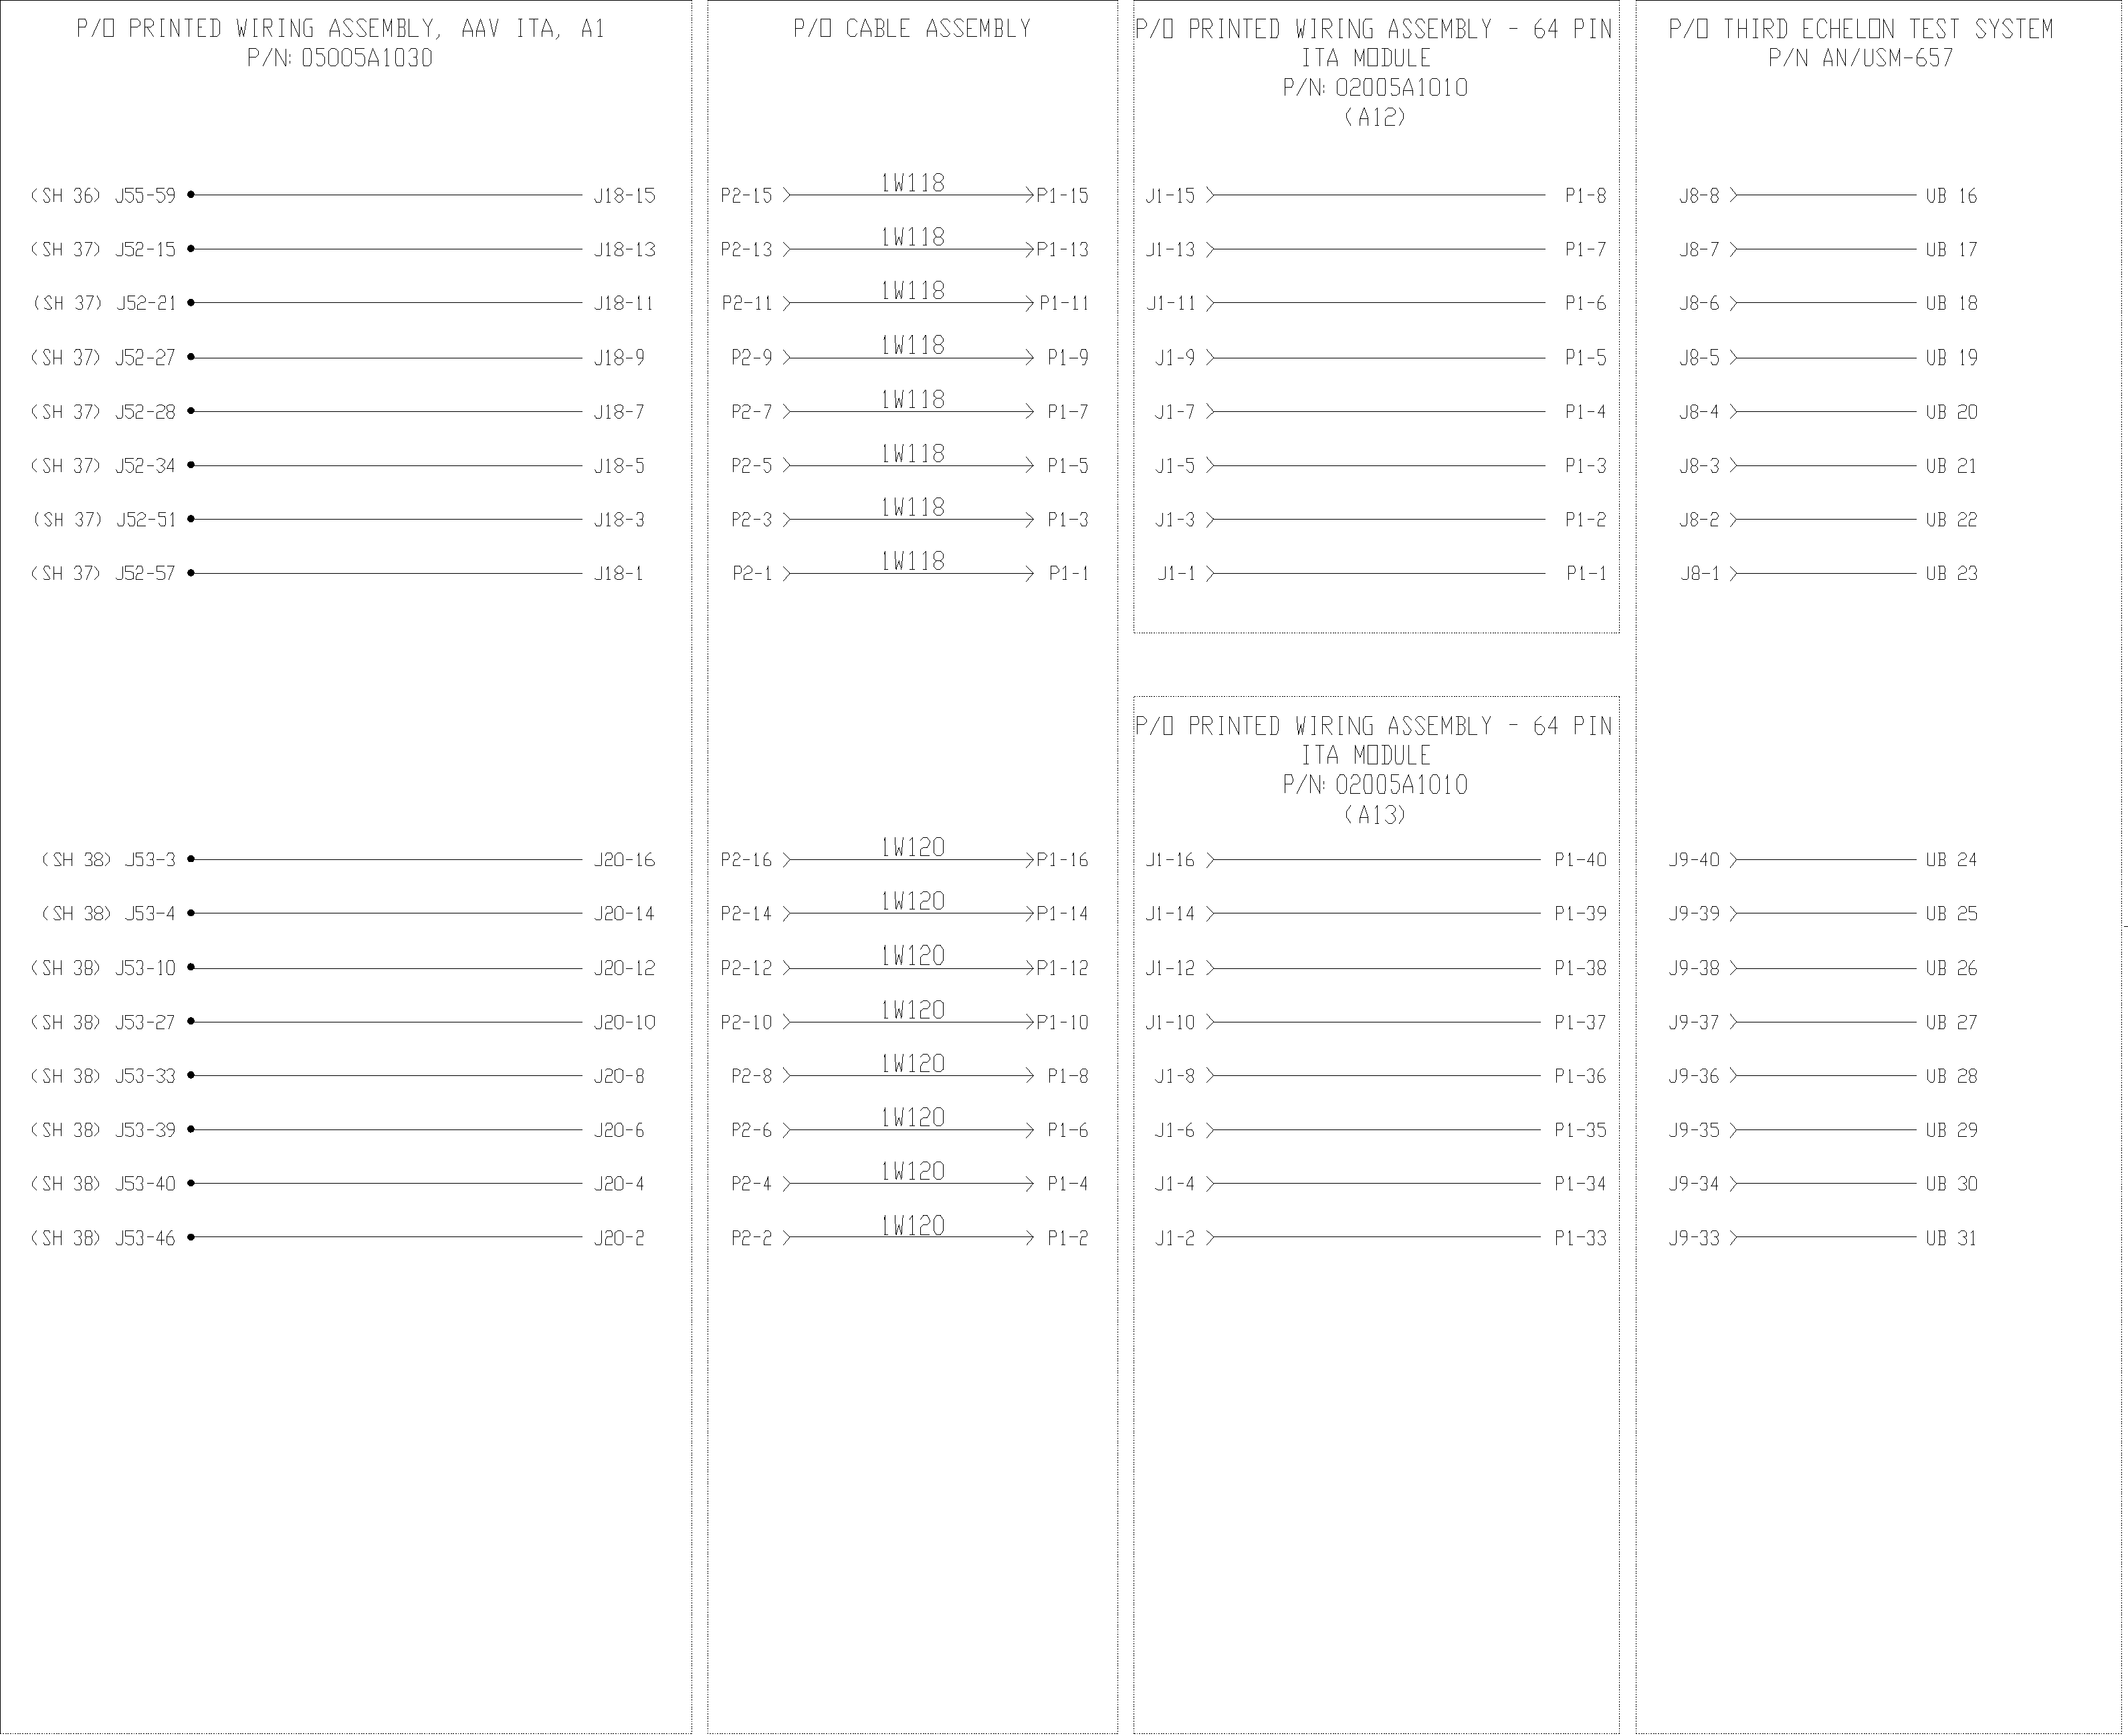 P/O PRINTED WIRING ASSEMBLY, AAV ITA, A1
P/N: 05005A1030
P/O CABLE ASSEMBLY
P/O PRINTED WIRING ASSEMBLY - 64 PIN
ITA MODULE
P/N: 02005A1010
(A12)
P/O THIRD ECHELON TEST SYSTEM
P/N AN/USM-657
(SH 36) J55-59 J18-15 P2-15 1W118 P1-15 J1-15 P1-8 J8-8 UB 16
(SH 37) J52-15 J18-13 P2-13 1W118 P1-13 J1-13 P1-7 J8-7 UB 17
(SH 37) J52-21 J18-11 P2-11 1W118 P1-11 J1-11 P1-6 J8-6 UB 18
(SH 37) J52-27 J18-9 P2-9 1W118 P1-9 J1-9 P1-5 J8-5 UB 19
(SH 37) J52-28 J18-7 P2-7 1W118 P1-7 J1-7 P1-4 J8-4 UB 20
(SH 37) J52-34 J18-5 P2-5 1W118 P1-5 J1-5 P1-3 J8-3 UB 21
(SH 37) J52-51 J18-3 P2-3 1W118 P1-3 J1-3 P1-2 J8-2 UB 22
(SH 37) J52-57 J18-1 P2-1 1W118 P1-1 J1-1 P1-1 J8-1 UB 23
P/O PRINTED WIRING ASSEMBLY - 64 PIN
ITA MODULE
P/N: 02005A1010
(A13)
(SH 38) J53-3 J20-16 P2-16 1W120 P1-16 J1-16 P1-40 J9-40 UB 24
(SH 38) J53-4 J20-14 P2-14 1W120 P1-14 J1-14 P1-39 J9-39 UB 25
(SH 38) J53-10 J20-12 P2-12 1W120 P1-12 J1-12 P1-38 J9-38 UB 26
(SH 38) J53-27 J20-10 P2-10 1W120 P1-10 J1-10 P1-37 J9-37 UB 27
(SH 38) J53-33 J20-8 P2-8 1W120 P1-8 J1-8 P1-36 J9-36 UB 28
(SH 38) J53-39 J20-6 P2-6 1W120 P1-6 J1-6 P1-35 J9-35 UB 29
(SH 38) J53-40 J20-4 P2-4 1W120 P1-4 J1-4 P1-34 J9-34 UB 30
(SH 38) J53-46 J20-2 P2-2 1W120 P1-2 J1-2 P1-33 J9-33 UB 31